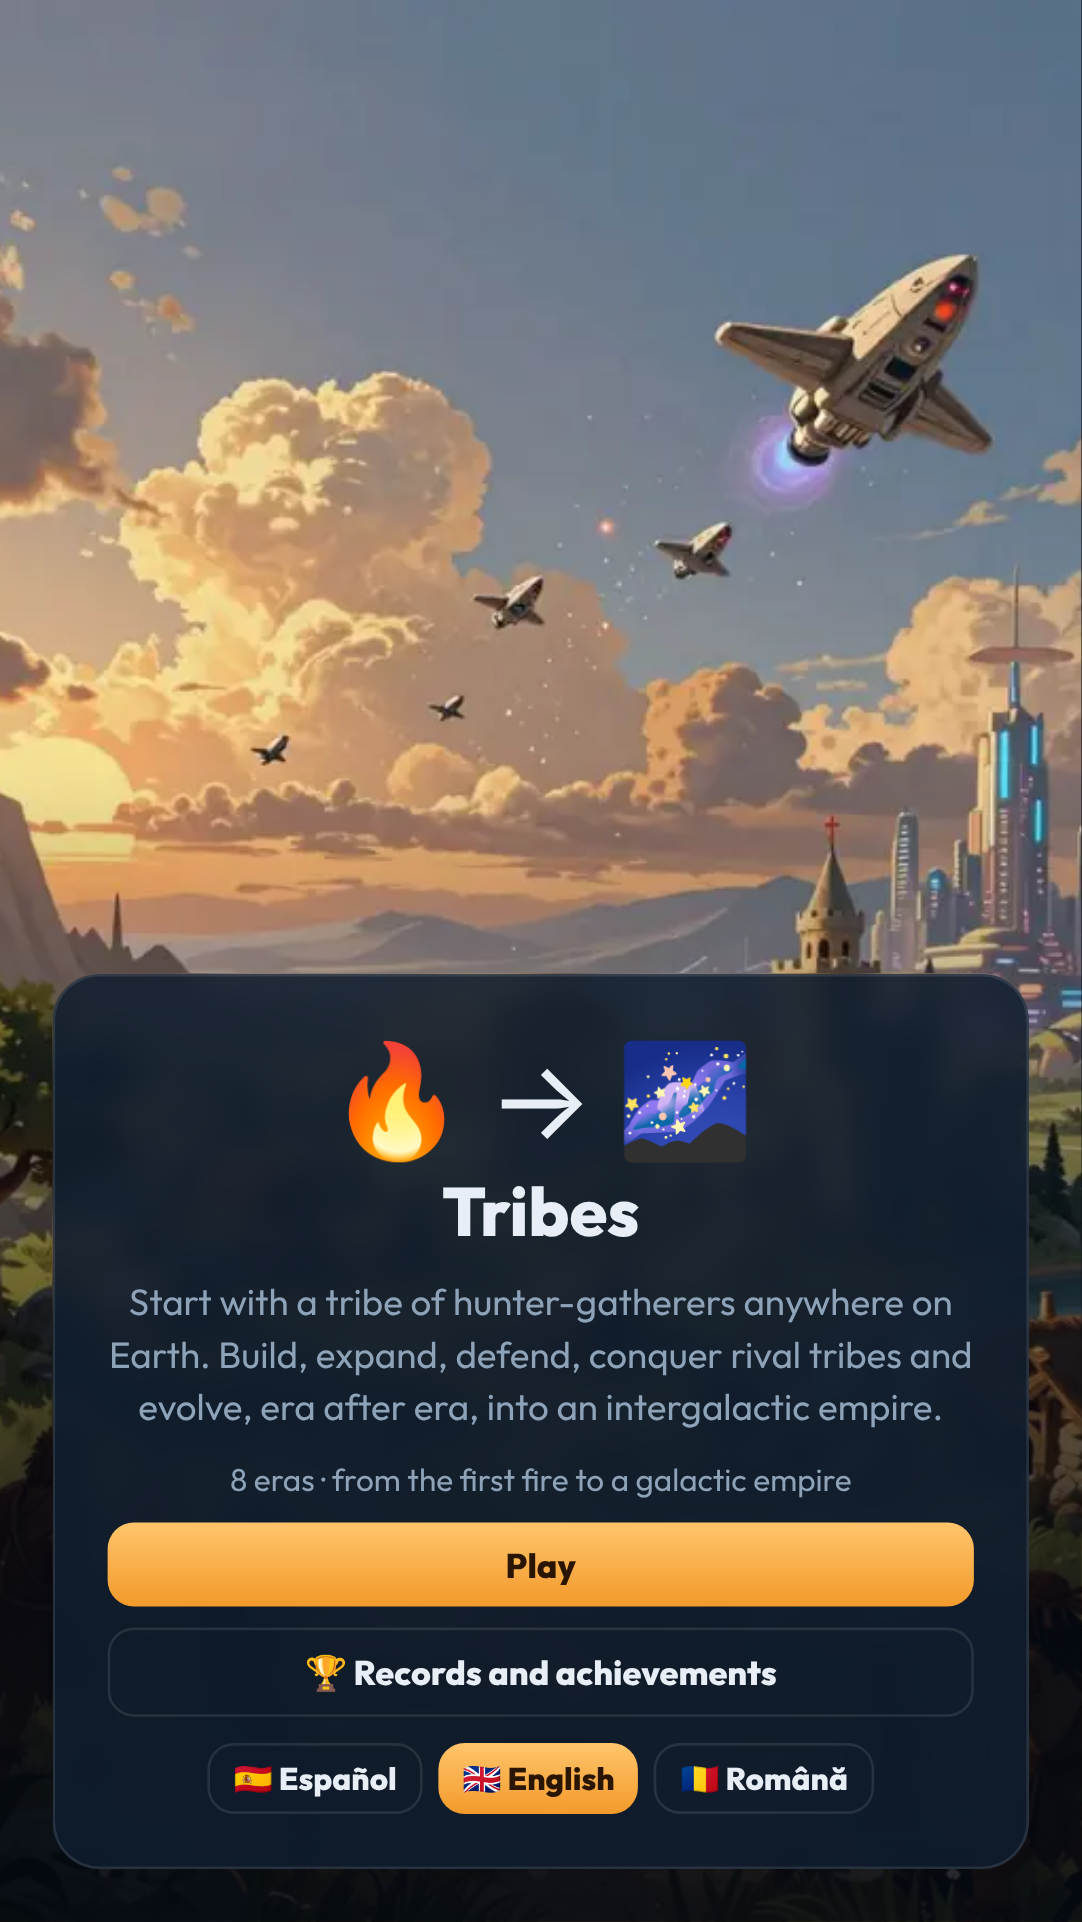 Tribes
Start with a tribe of hunter-gatherers anywhere on
Earth. Build, expand, defend, conquer rival tribes and
evolve, era after era, into an intergalactic empire.
8 eras · from the first fire to a galactic empire
Play
🏆 Records and achievements
🇪🇸 Español 🇬🇧 English 🇷🇴 Română